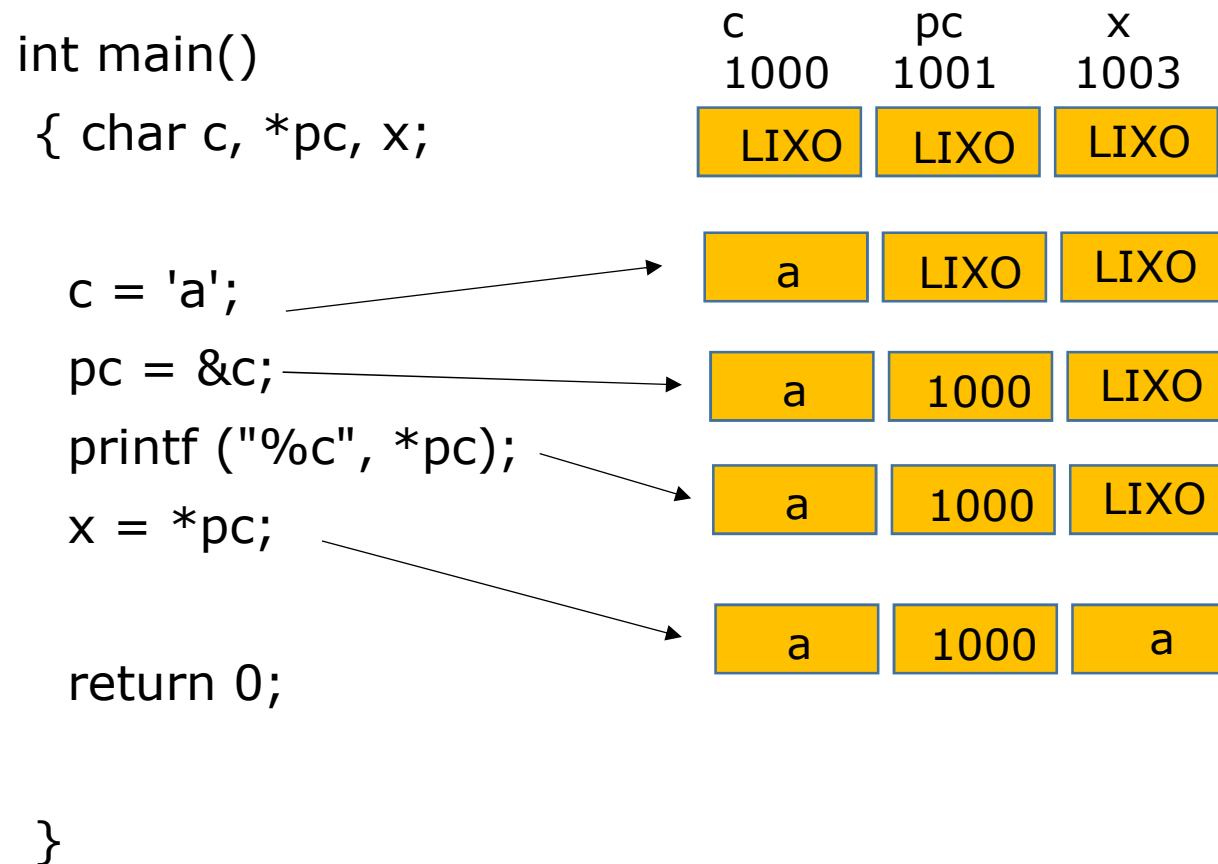 int main()
{ char c, *pc, x;
c = 'a';
pc = &c;
printf ("%c", *pc);
x = *pc;
return 0;
}
c pc x
1000 1001 1003
LIXO LIXO LIXO
a LIXO LIXO
a 1000 LIXO
a 1000 LIXO
a 1000 a